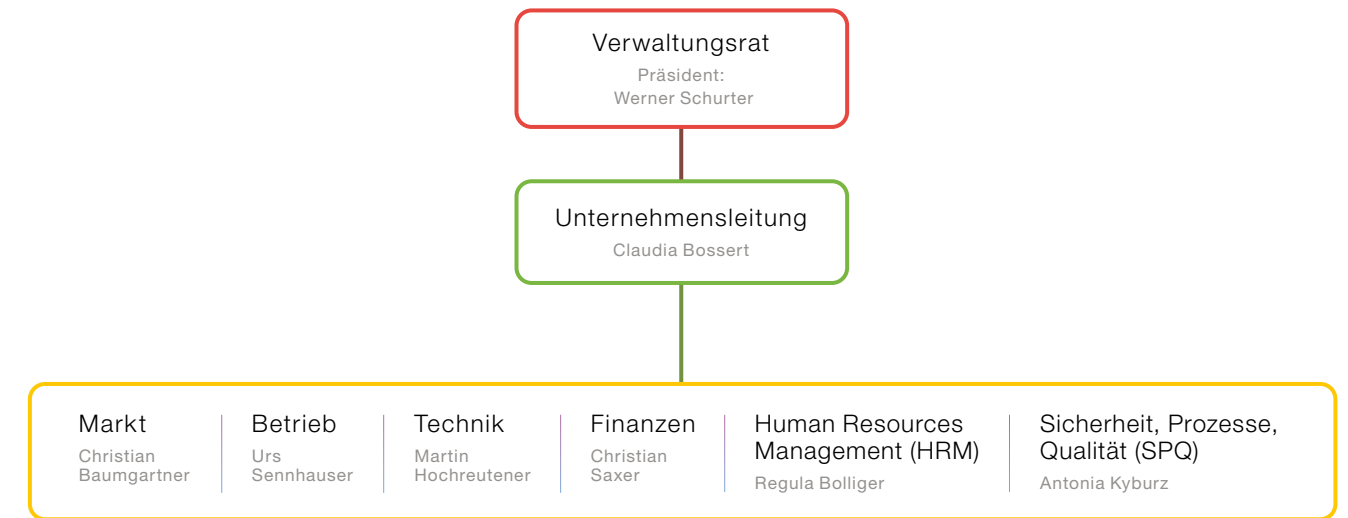 Verwaltungsrat
Präsident:
Werner Schurter
Unternehmensleitung
Claudia Bossert
Markt
Christian
Baumgartner
Betrieb
Urs
Sennhauser
Technik
Martin
Hochreutener
Finanzen
Christian
Saxer
Human Resources
Management (HRM)
Regula Bolliger
Sicherheit, Prozesse,
Qualität (SPQ)
Antonia Kyburz